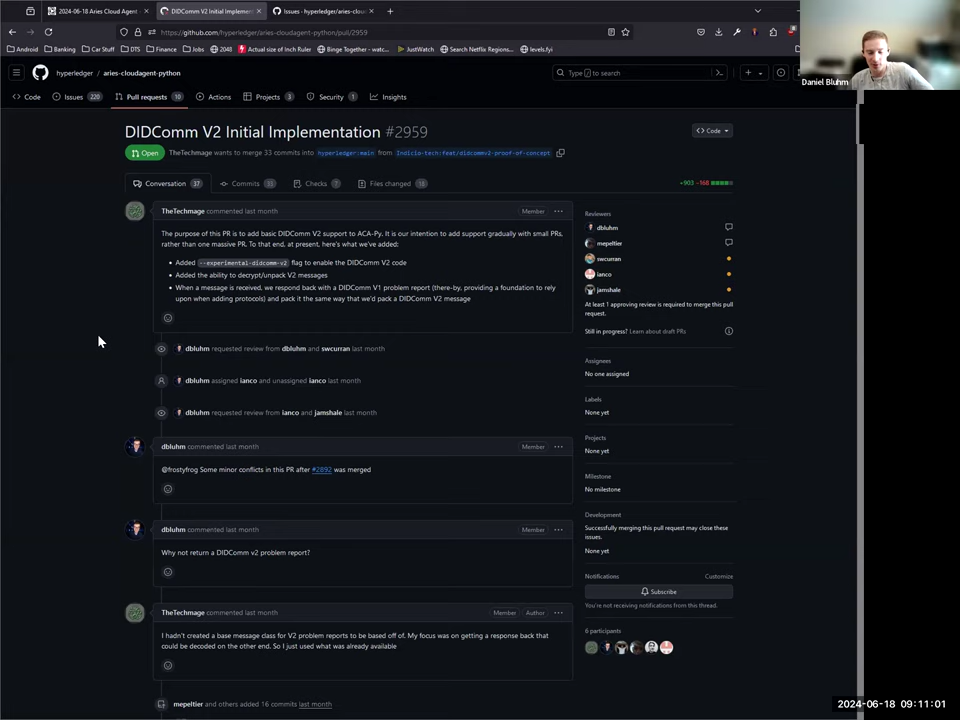 2024-06-18 Aries Cloud Agent
DIDComm V2 Initial Implement
Issues · hyperledger/aries-clou
https://github.com/hyperledger/aries-cloudagent-python/pull/2959
Android
Banking
Car Stuff
DTS
Finance
Jobs
2048
Actual size of Inch Ruler
Binge Together - watc...
JustWatch
Search Netflix Regions...
levels.fyi
hyperledger / aries-cloudagent-python
Type / to search
Daniel Bluhm
Code
Issues 220
Pull requests 10
Actions
Projects 3
Security 1
Insights
DIDComm V2 Initial Implementation #2959
Code
Open
TheTechmage wants to merge 33 commits into hyperledger:main from Indicio-tech:feat/didcommv2-proof-of-concept
Conversation 37
Commits 33
Checks 7
Files changed 18
+903 −168
TheTechmage commented last month
Member
The purpose of this PR is to add basic DIDComm V2 support to ACA-Py. It is our intention to add support gradually with small PRs,
rather than one massive PR. To that end, at present, here's what we've added:
• Added --experimental-didcomm-v2 flag to enable the DIDComm V2 code
• Added the ability to decrypt/unpack V2 messages
• When a message is received, we respond back with a DIDComm V1 problem report (there-by, providing a foundation to rely
upon when adding protocols) and pack it the same way that we'd pack a DIDComm V2 message
dbluhm requested review from dbluhm and swcurran last month
dbluhm assigned ianco and unassigned ianco last month
dbluhm requested review from ianco and jamshale last month
dbluhm commented last month
Member
@frostyfrog Some minor conflicts in this PR after #2892 was merged
dbluhm commented last month
Member
Why not return a DIDComm v2 problem report?
TheTechmage commented last month
Member
Author
I hadn't created a base message class for V2 problem reports to be based off of. My focus was on getting a response back that
could be decoded on the other end. So I just used what was already available
mepeltier and others added 16 commits last month
Reviewers
dbluhm
mepeltier
swcurran
ianco
jamshale
At least 1 approving review is required to merge this pull
request.
Still in progress? Learn about draft PRs
Assignees
No one assigned
Labels
None yet
Projects
None yet
Milestone
No milestone
Development
Successfully merging this pull request may close these
issues.
None yet
Notifications
Customize
Subscribe
You're not receiving notifications from this thread.
6 participants
2024-06-18 09:11:01